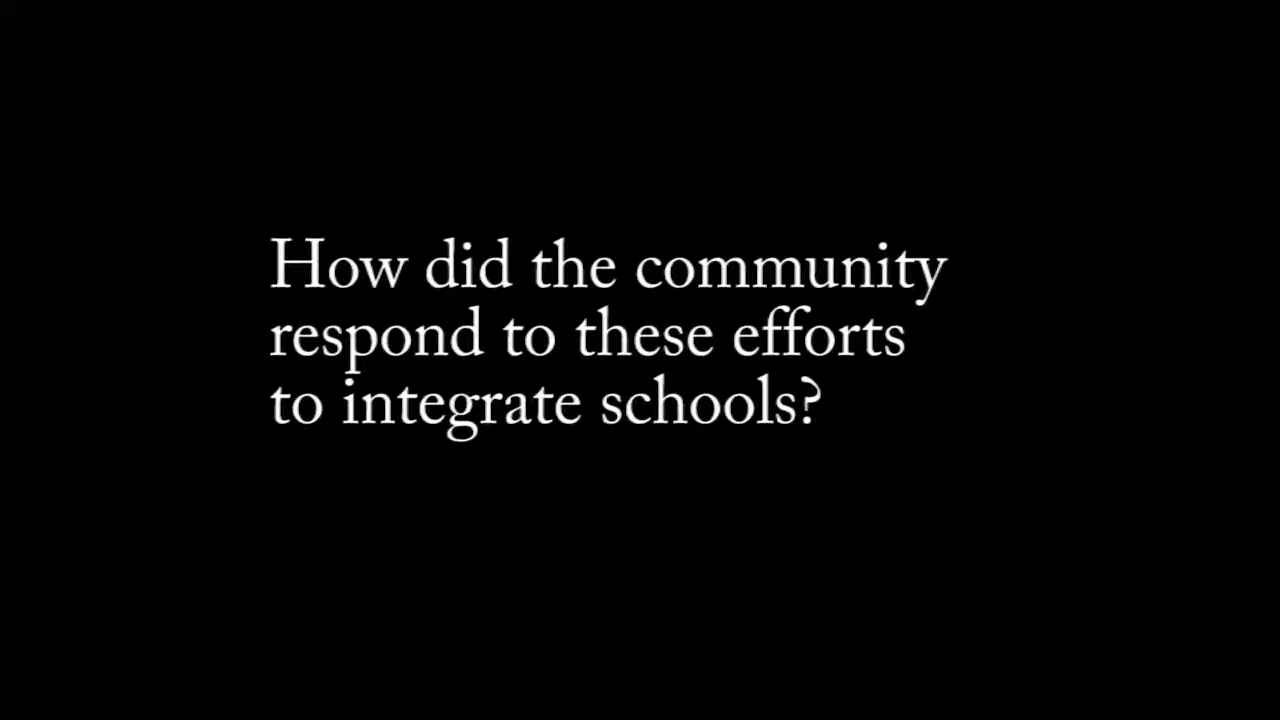 How did the community
respond to these efforts
to integrate schools?